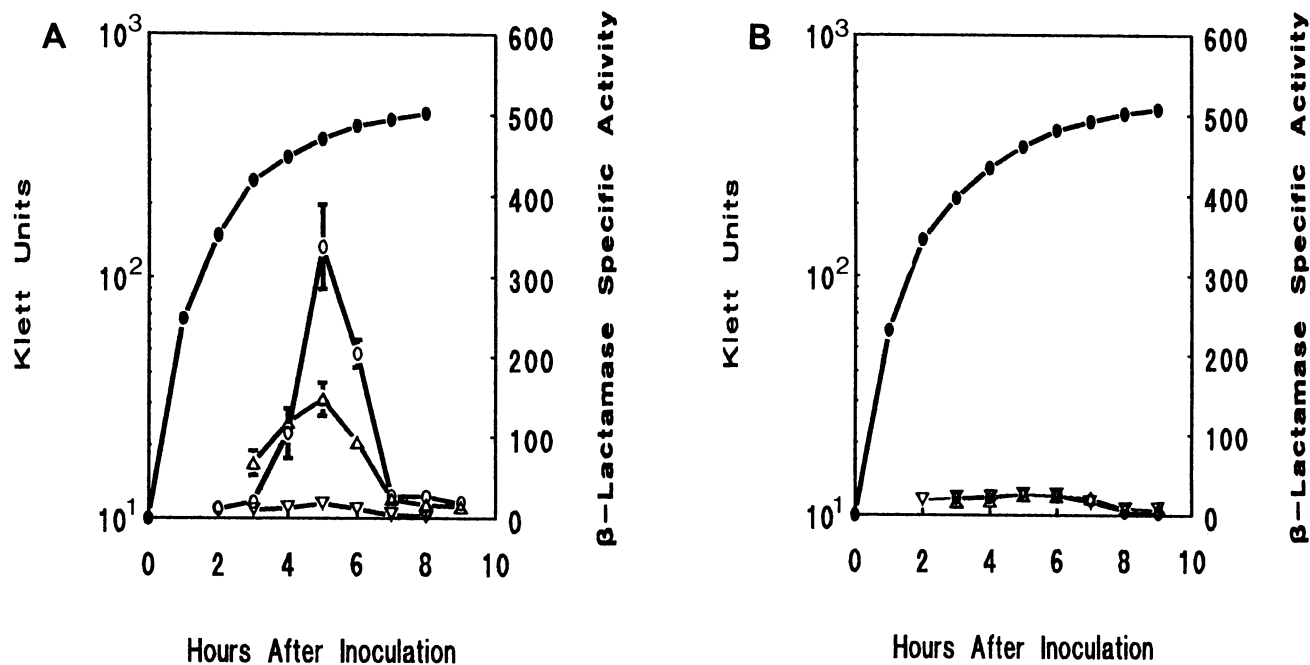 A
10³
10²
10¹
Klett Units
600
500
400
300
200
100
0
β–Lactamase Specific Activity
0 2 4 6 8 10
Hours After Inoculation
B
10³
10²
10¹
Klett Units
600
500
400
300
200
100
0
β–Lactamase Specific Activity
0 2 4 6 8 10
Hours After Inoculation